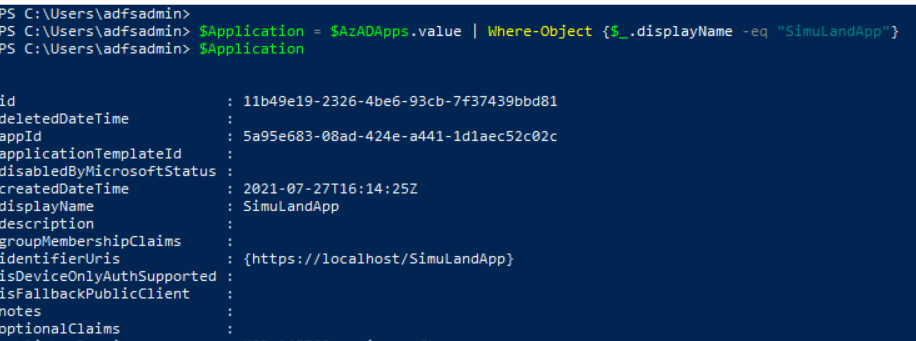 PS C:\Users\adfsadmin>
PS C:\Users\adfsadmin> $Application = $AzADApps.value | Where-Object {$_.displayName -eq "SimuLandApp"}
PS C:\Users\adfsadmin> $Application
id : 11b49e19-2326-4be6-93cb-7f37439bbd81
deletedDateTime :
appId : 5a95e683-08ad-424e-a441-1d1aec52c02c
applicationTemplateId :
disabledByMicrosoftStatus :
createdDateTime : 2021-07-27T16:14:25Z
displayName : SimuLandApp
description :
groupMembershipClaims :
identifierUris : {https://localhost/SimuLandApp}
isDeviceOnlyAuthSupported :
isFallbackPublicClient :
notes :
optionalClaims :